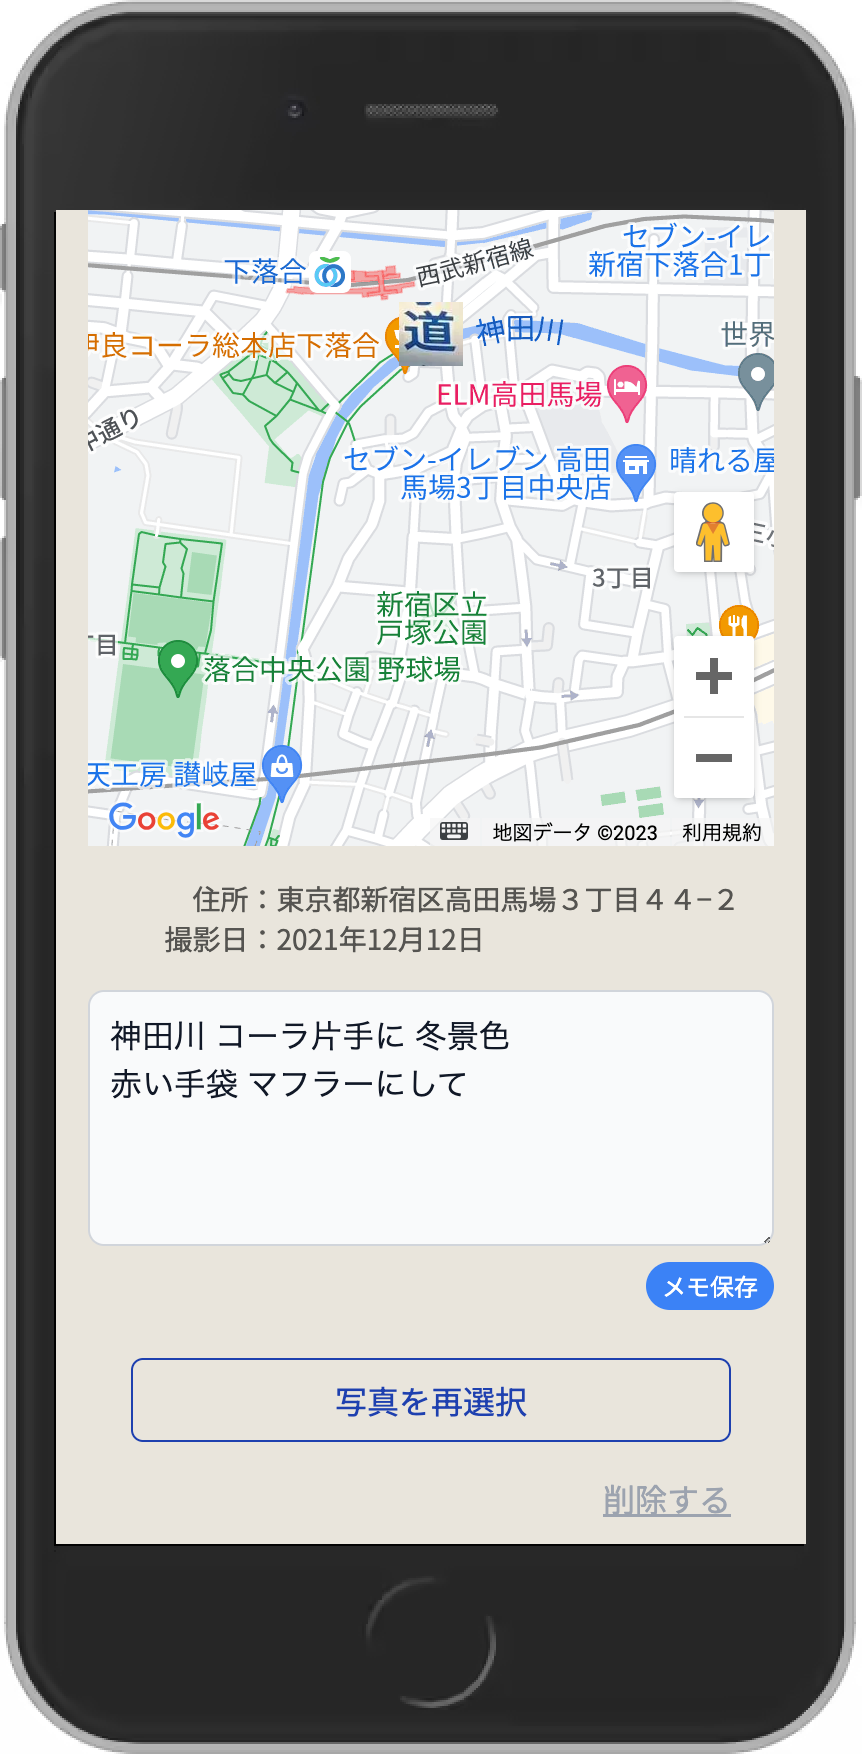 セブン-イレ
新宿下落合1丁
下落合
西武新宿線
道
神田川
伊良コーラ総本店下落合
世界
ELM高田馬場
中通り
セブン-イレブン 高田
馬場3丁目中央店
晴れる屋
3丁目
新宿区立
戸塚公園
丁目
落合中央公園 野球場
天工房 讃岐屋
Google
地図データ ©2023
利用規約
住所：東京都新宿区高田馬場３丁目４４−２
撮影日：2021年12月12日
神田川 コーラ片手に 冬景色
赤い手袋 マフラーにして
メモ保存
写真を再選択
削除する